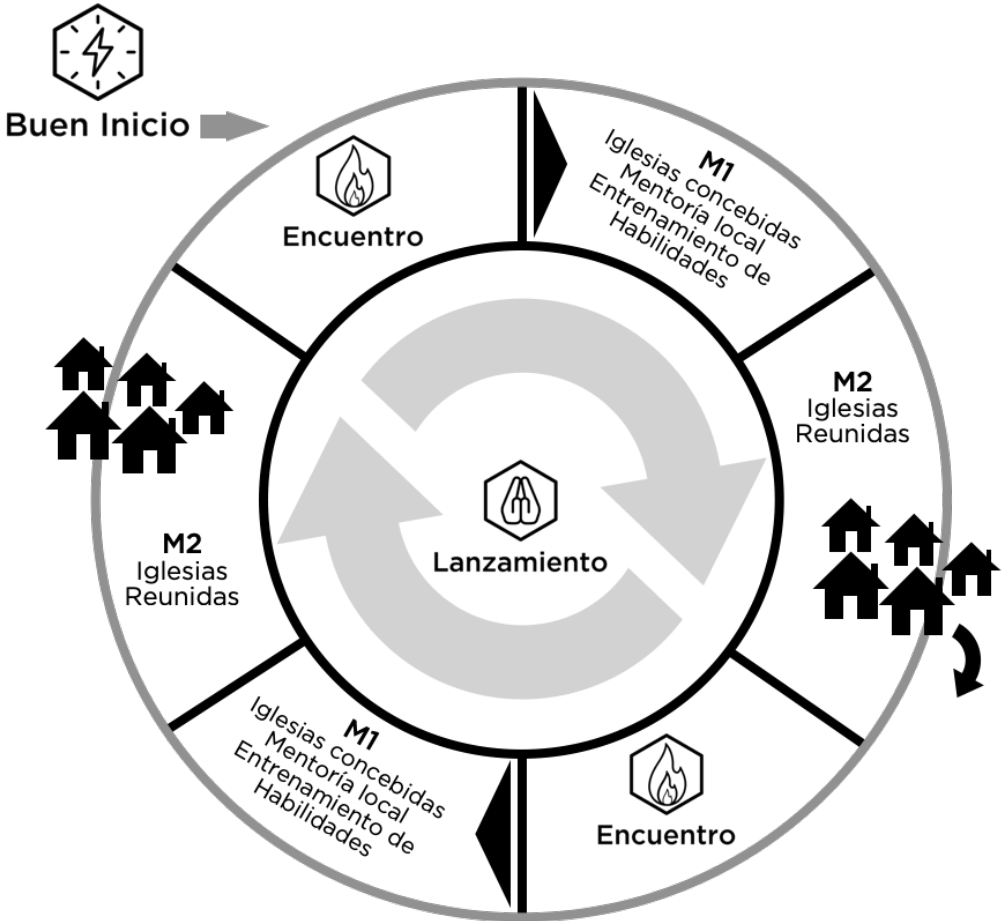 Buen Inicio
Encuentro
M1
Iglesias concebidas
Mentoría local
Entrenamiento de
Habilidades
M2
Iglesias
Reunidas
Lanzamiento
M2
Iglesias
Reunidas
M1
Iglesias concebidas
Mentoría local
Entrenamiento de
Habilidades
Encuentro